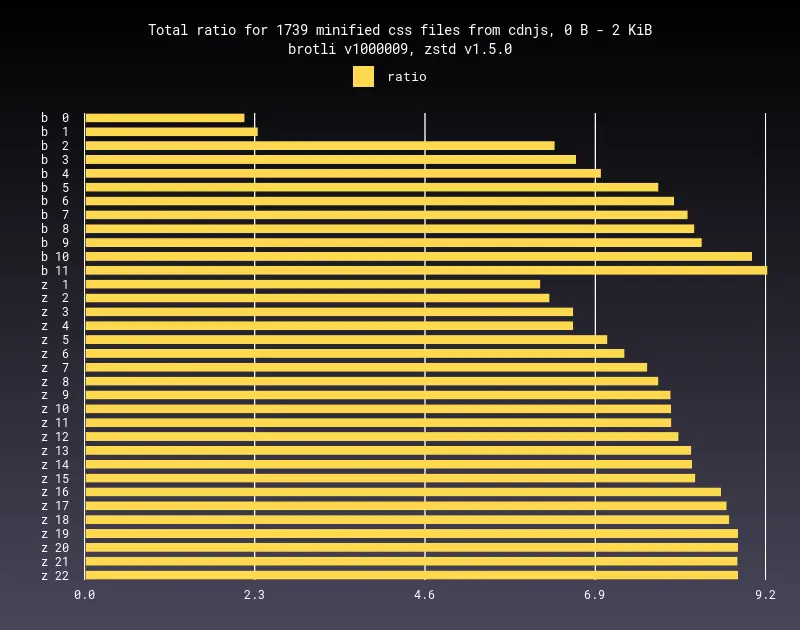 Total ratio for 1739 minified css files from cdnjs, 0 B - 2 KiB
brotli v1000009, zstd v1.5.0
ratio
b 0
b 1
b 2
b 3
b 4
b 5
b 6
b 7
b 8
b 9
b 10
b 11
z 1
z 2
z 3
z 4
z 5
z 6
z 7
z 8
z 9
z 10
z 11
z 12
z 13
z 14
z 15
z 16
z 17
z 18
z 19
z 20
z 21
z 22
0.0 2.3 4.6 6.9 9.2